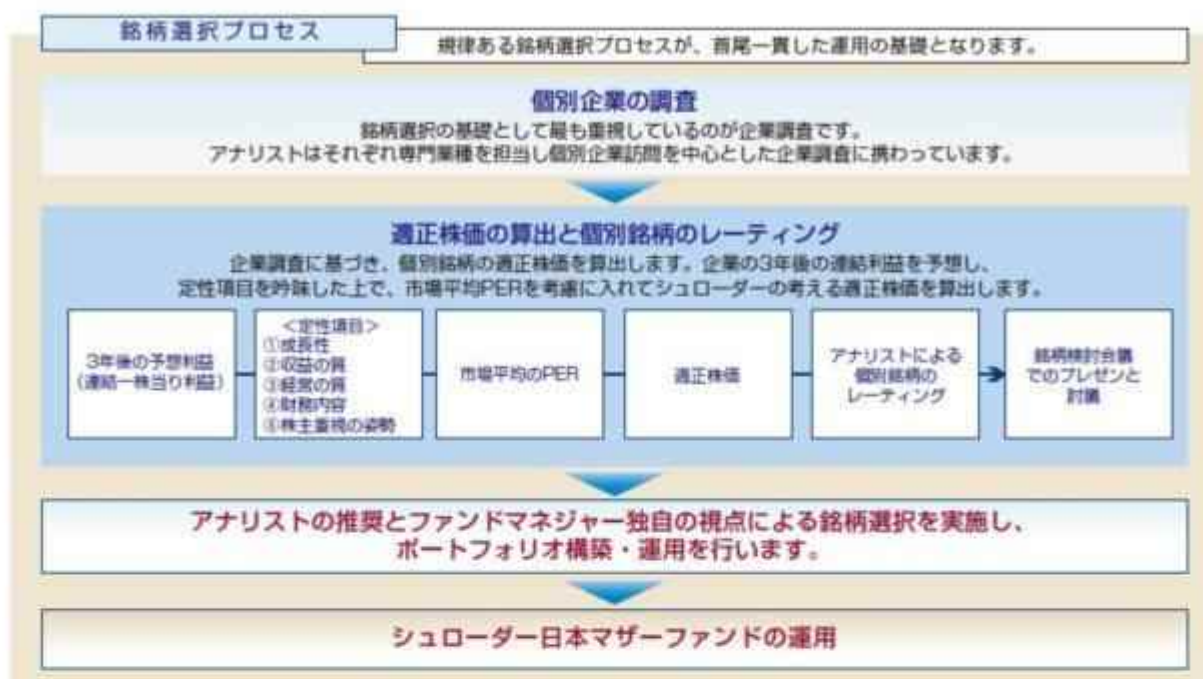 銘柄選択プロセス
規律ある銘柄選択プロセスが、首尾一貫した運用の基礎となります。
個別企業の調査
銘柄選択の基礎として最も重視しているのが企業調査です。
アナリストはそれぞれ専門業種を担当し個別企業訪問を中心とした企業調査に携わっています。
適正株価の算出と個別銘柄のレーティング
企業調査に基づき、個別銘柄の適正株価を算出します。企業の3年後の連結利益を予想し、
定性項目を吟味した上で、市場平均PERを考慮に入れてシュローダーの考える適正株価を算出します。
3年後の予想利益
(連結一株当り利益)
<定性項目>
①成長性
②収益の質
③経営の質
④財務内容
⑤株主重視の姿勢
市場平均のPER
適正株価
アナリストによる
個別銘柄の
レーティング
銘柄検討会議
でのプレゼンと
討議
アナリストの推奨とファンドマネジャー独自の視点による銘柄選択を実施し、
ポートフォリオ構築・運用を行います。
シュローダー日本マザーファンドの運用